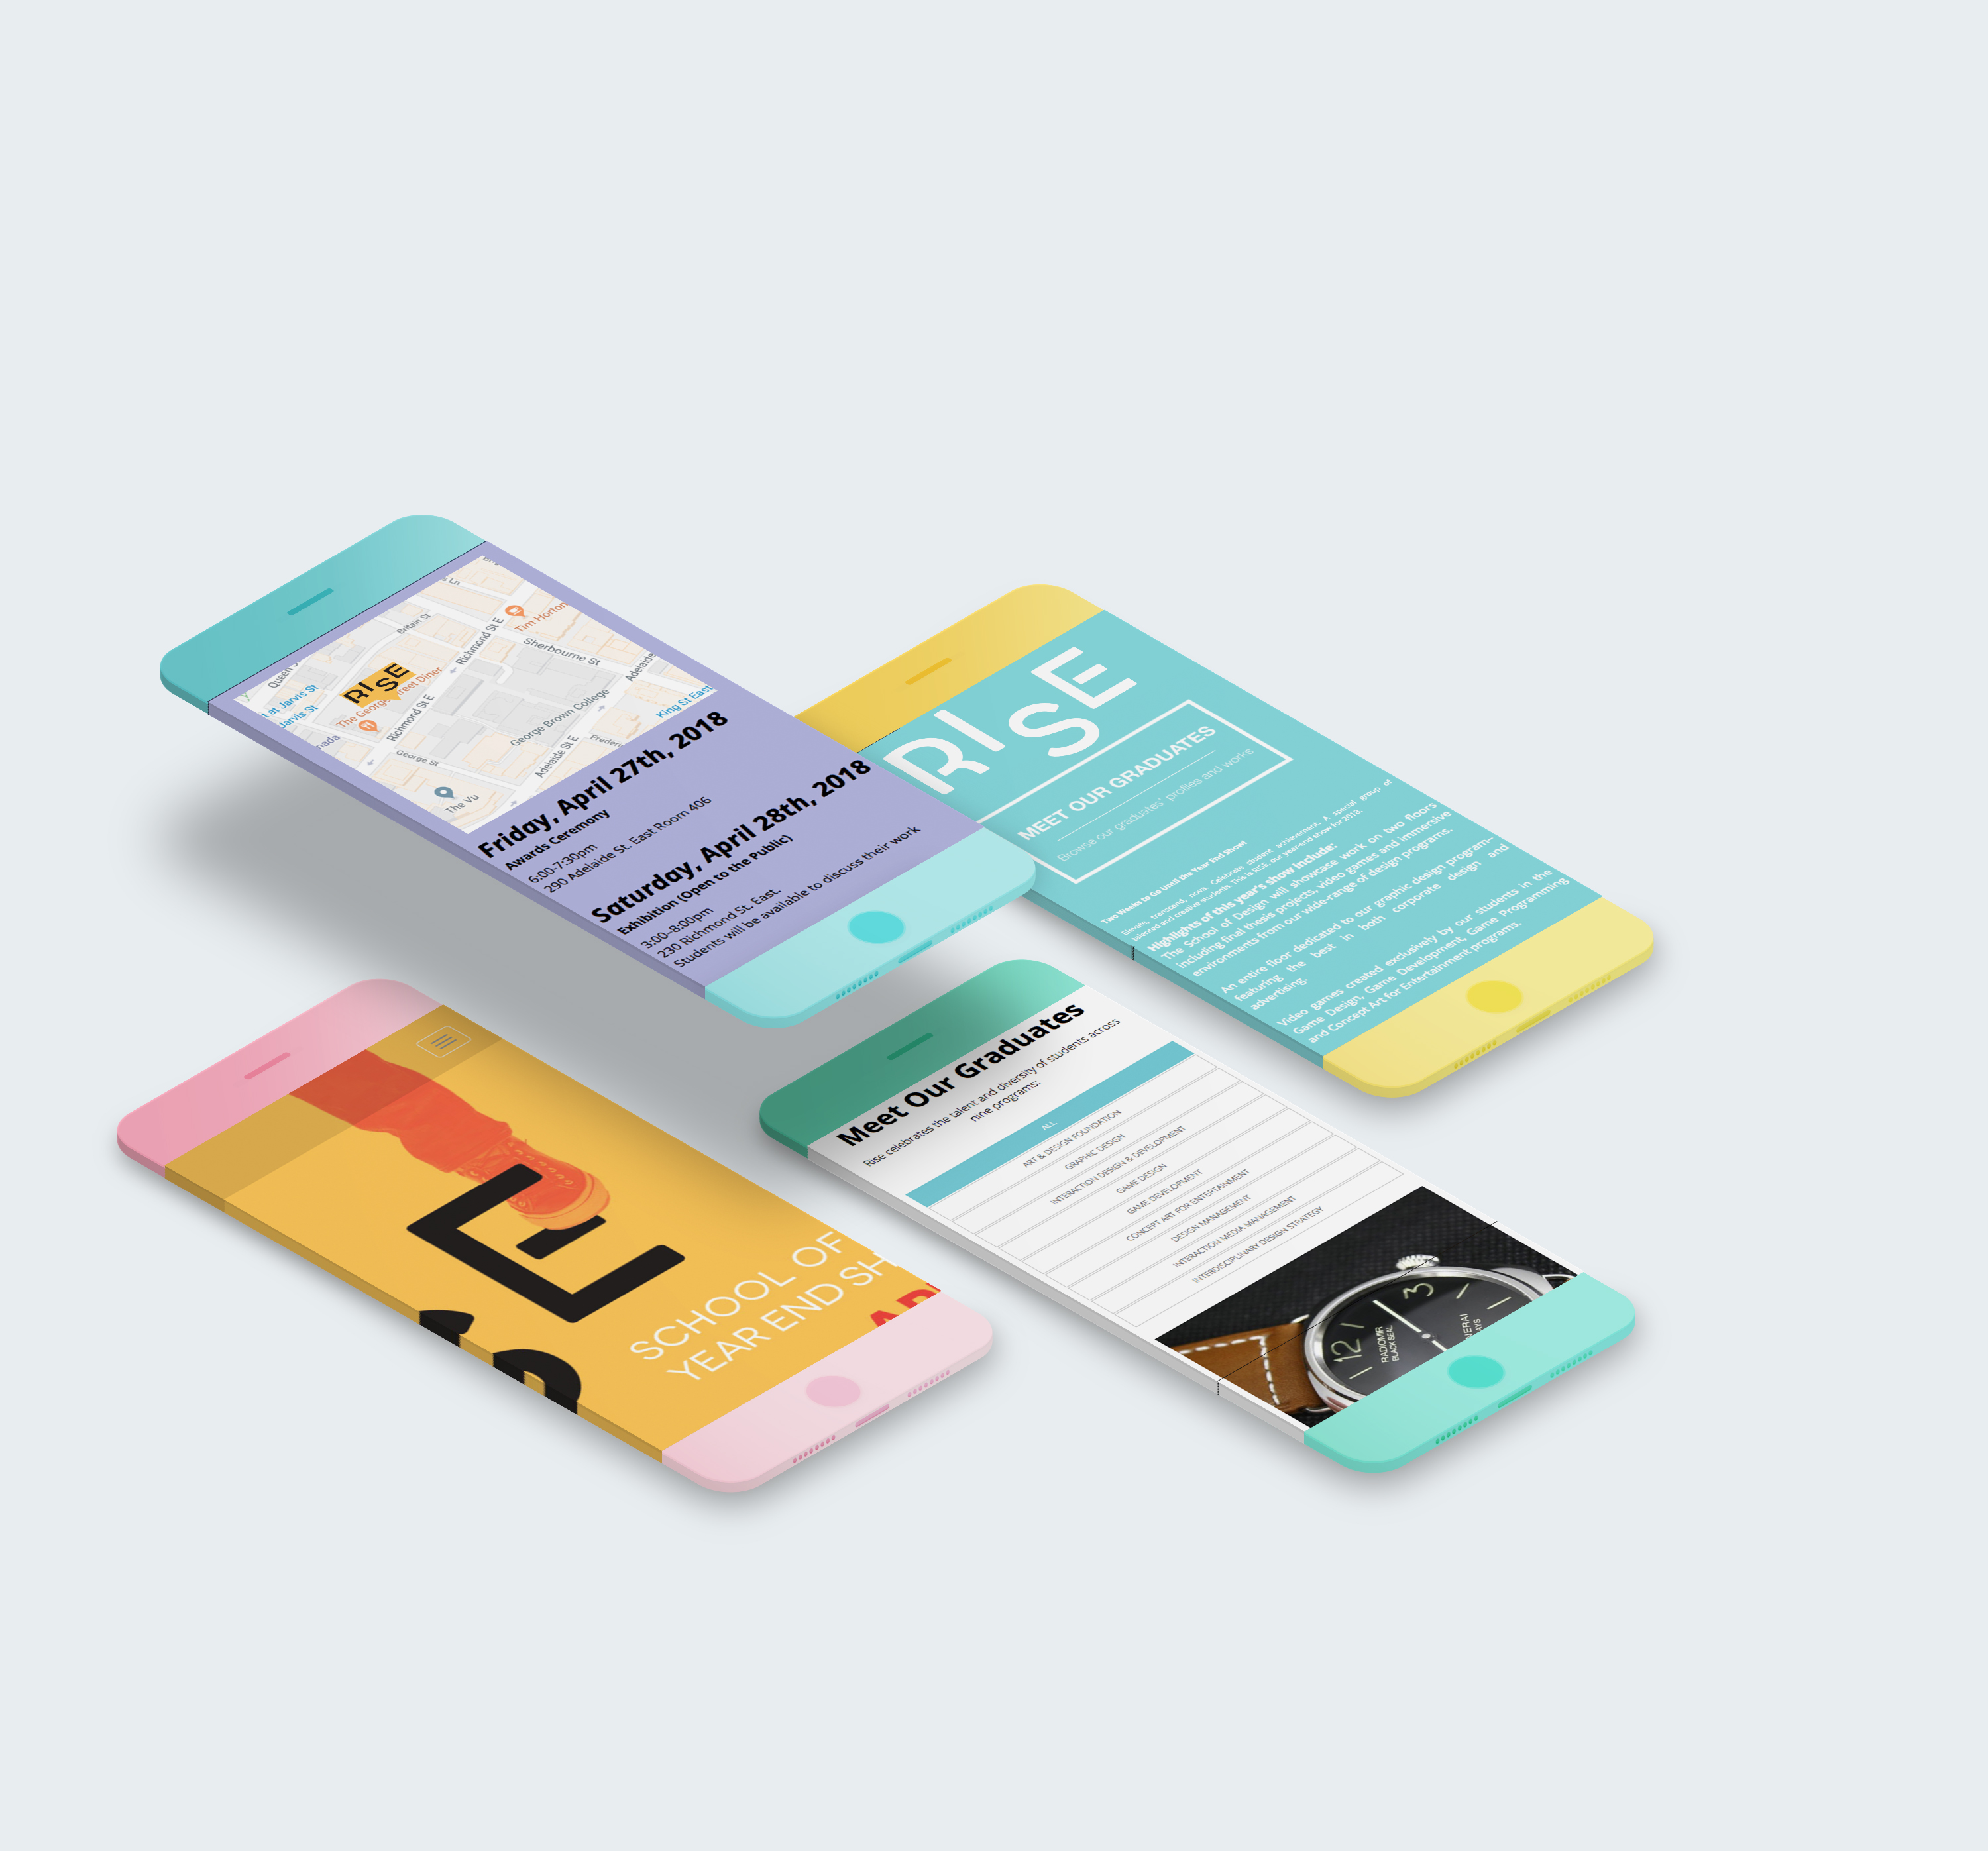 Queen St
t at Jarvis St
Jarvis St
Britain St
Richmond St E
Tim Horton
Sherbourne St
Adelaide
King St East
RISE
The George Street Diner
Richmond St E
George Brown College
George St
Adelaide St E
Frederi
The Vu
nada
s Ln
Friday, April 27th, 2018
Awards Ceremony
6:00-7:30pm
290 Adelaide St. East Room 406
Saturday, April 28th, 2018
Exhibition (Open to the Public)
3:00–8:00pm
230 Richmond St. East.
Students will be available to discuss their work
RISE
MEET OUR GRADUATES
Browse our graduates' profiles and works
Two Weeks to Go Until the Year End Show!
Elevate, transcend, nova. Celebrate student achievement. A special group of
talented and creative students. This is RISE, our year-end show for 2018.
Highlights of this year's show include:
The School of Design will showcase work on two floors
including final thesis projects, video games and immersive
environments from our wide-range of design programs.
An entire floor dedicated to our graphic design program–
featuring the best in both corporate design and
advertising.
Video games created exclusively by our students in the
Game Design, Game Development, Game Programming
and Concept Art for Entertainment programs.
E
SCHOOL OF
YEAR END SH
AP
Meet Our Graduates
Rise celebrates the talent and diversity of students across
nine programs:
ALL
ART & DESIGN FOUNDATION
GRAPHIC DESIGN
INTERACTION DESIGN & DEVELOPMENT
GAME DESIGN
GAME DEVELOPMENT
CONCEPT ART FOR ENTERTAINMENT
DESIGN MANAGEMENT
INTERACTION MEDIA MANAGEMENT
INTERDISCIPLINARY DESIGN STRATEGY
12
3
RADIOMIR
BLACK SEAL
NERAI
AYS